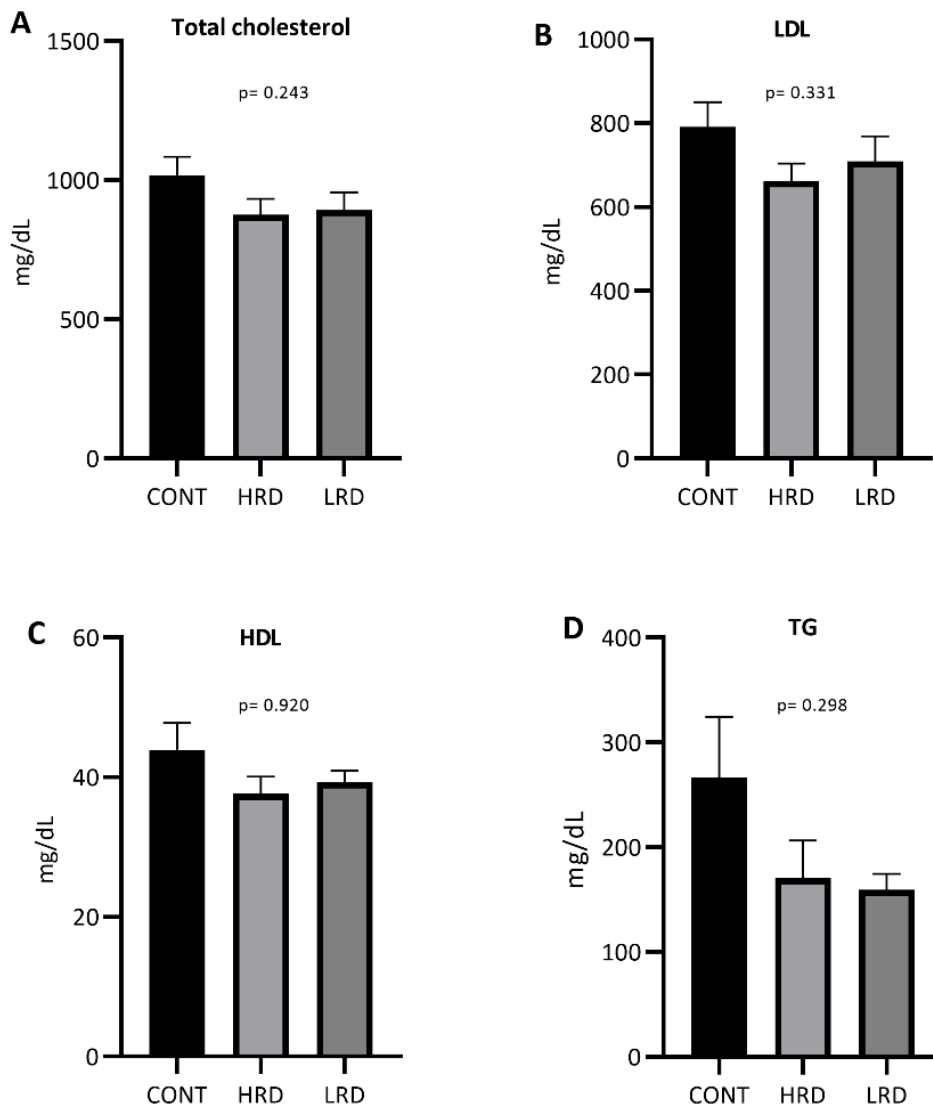 A
Total cholesterol
1500
1000
500
0
mg/dL
p= 0.243
CONT HRD LRD
B
LDL
1000
800
600
400
200
0
mg/dL
p= 0.331
CONT HRD LRD
C
HDL
60
40
20
0
mg/dL
p= 0.920
CONT HRD LRD
D
TG
400
300
200
100
0
mg/dL
p= 0.298
CONT HRD LRD